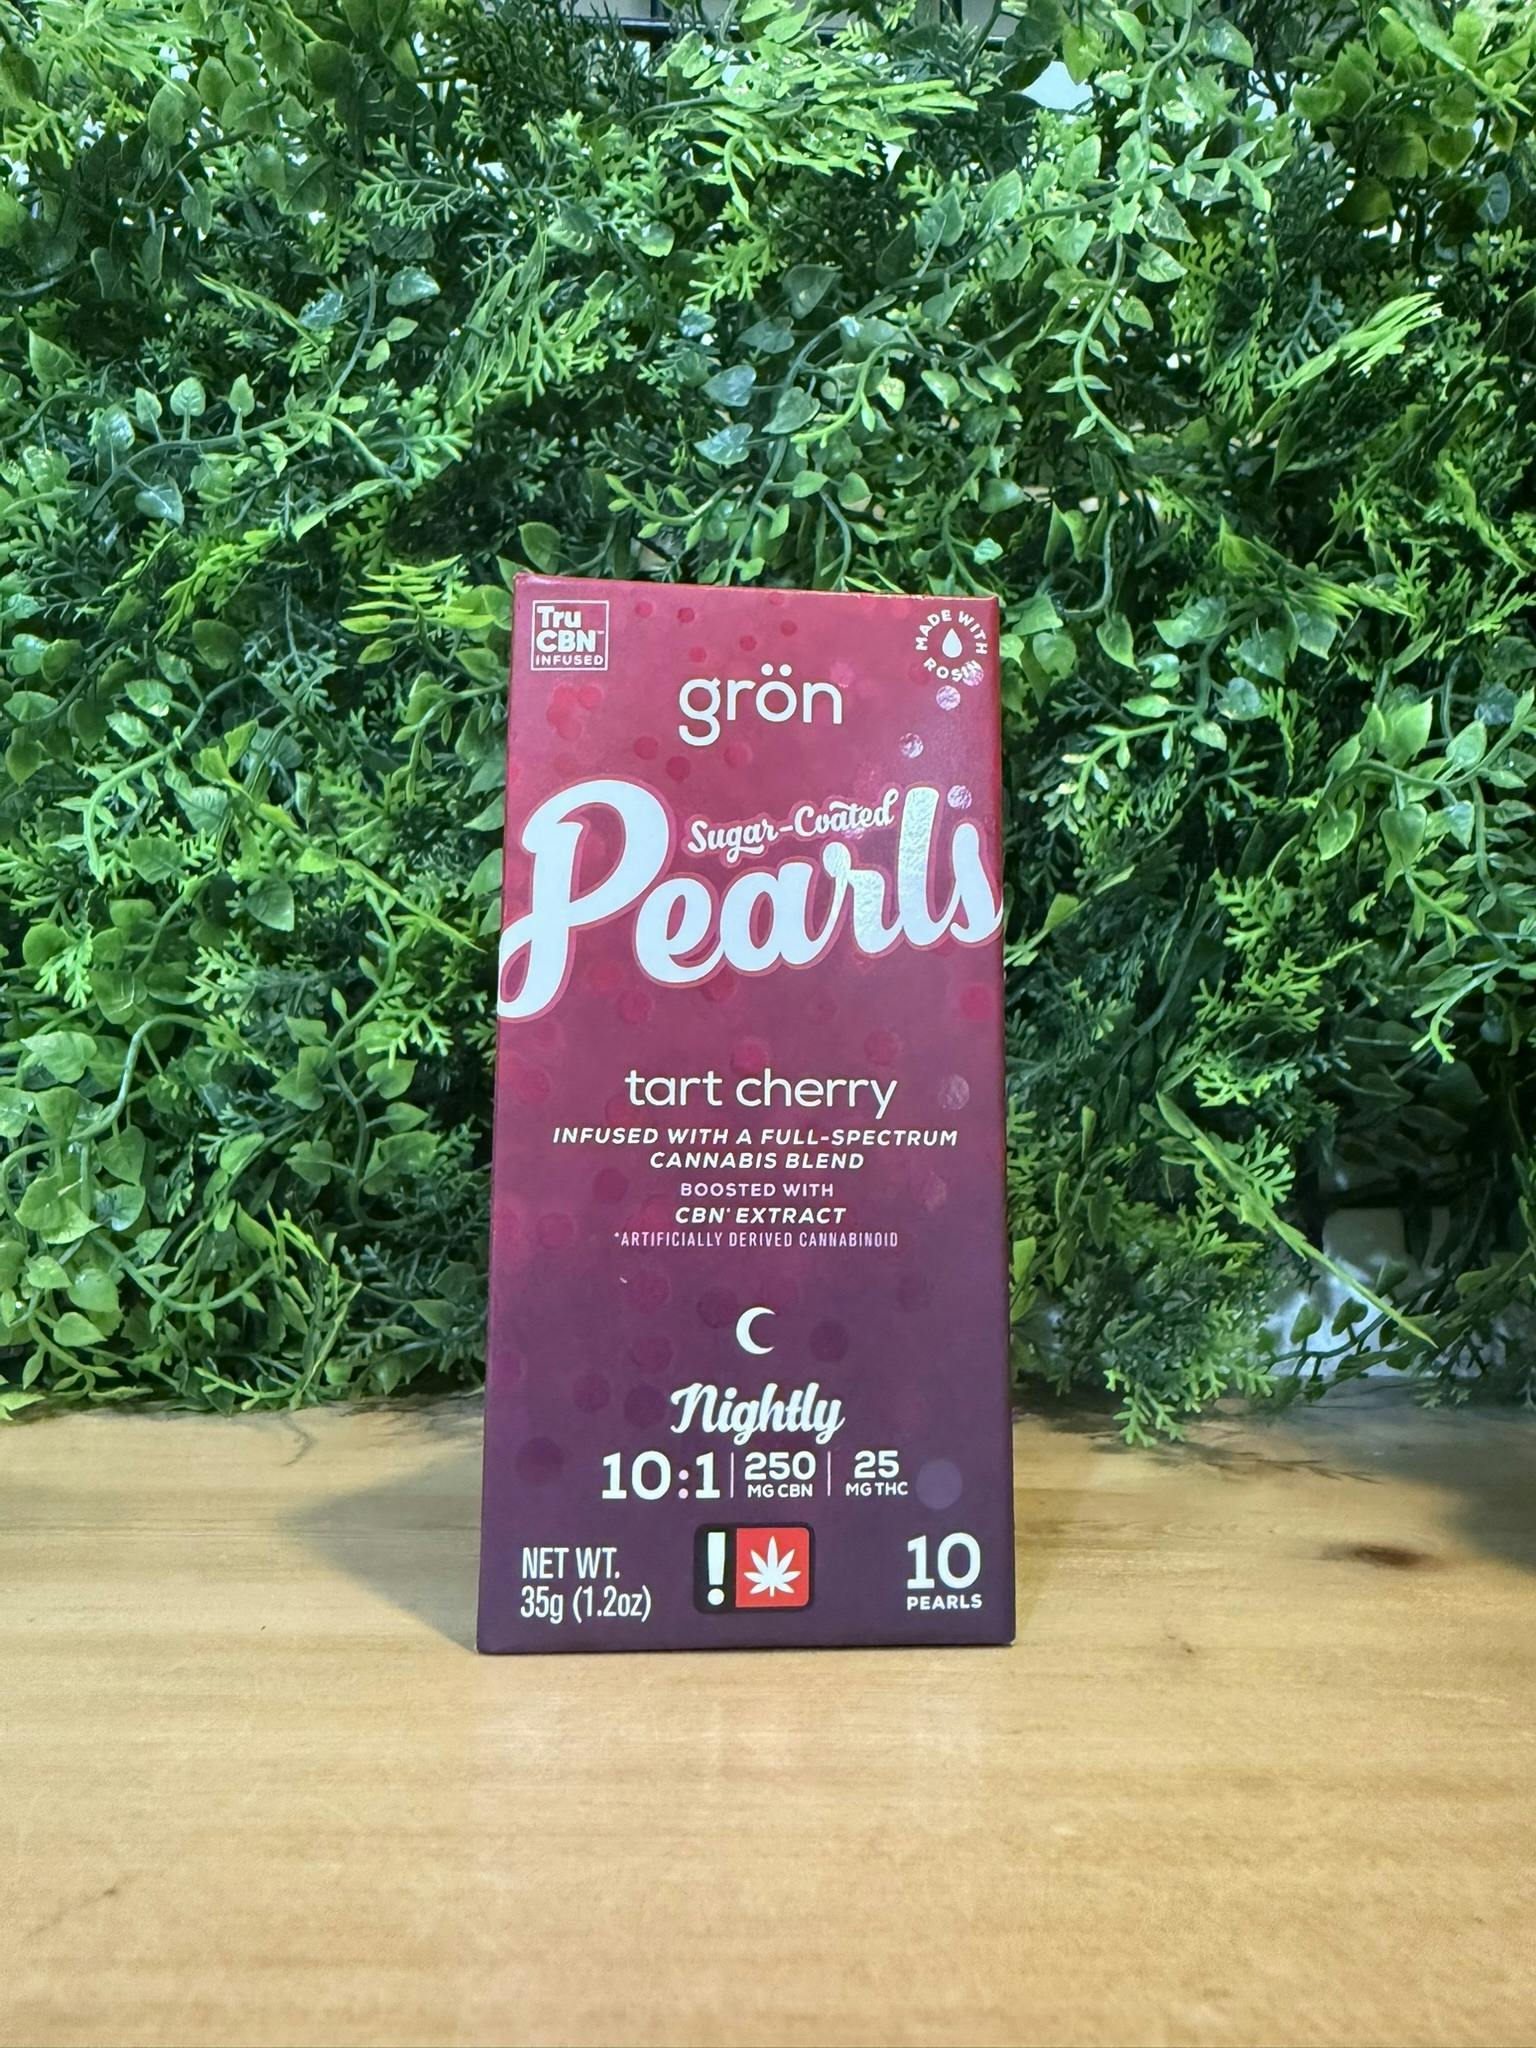 Tru
CBN™
INFUSED
MADE WITH
ROSIN
grön
Sugar-Coated
Pearls
tart cherry
INFUSED WITH A FULL-SPECTRUM
CANNABIS BLEND
BOOSTED WITH
CBN* EXTRACT
*ARTIFICIALLY DERIVED CANNABINOID
Nightly
10:1 | 250 MG CBN | 25 MG THC
NET WT.
35g (1.2oz)
!
10
PEARLS